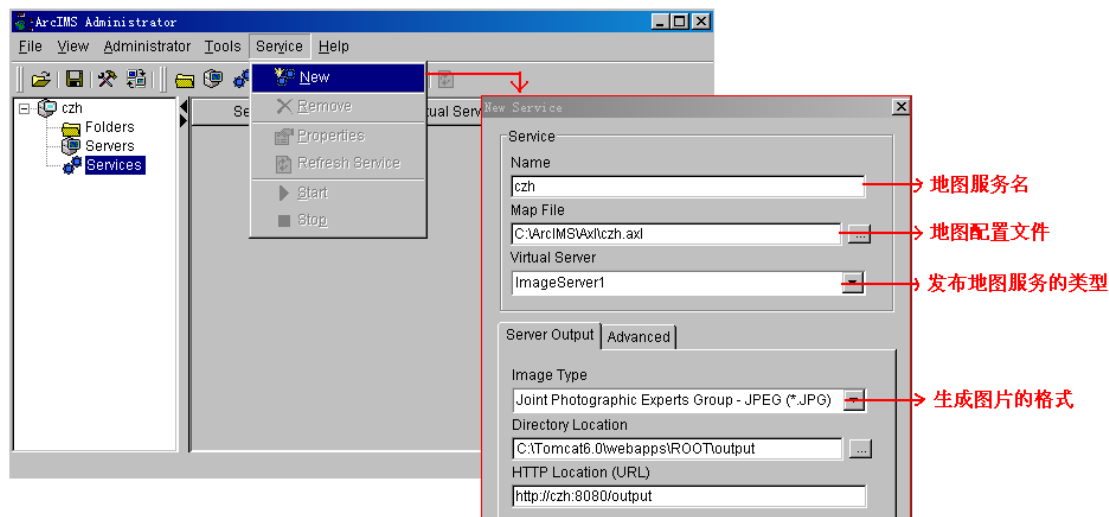 ArcIMS Administrator
File View Administrator Tools Service Help
New
Remove
Properties
Refresh Service
Start
Stop
czh
Folders
Servers
Services
Se
tual Serv
New Service
Service
Name
czh
地图服务名
Map File
C:\ArcIMS\Axl\czh.axl
...
地图配置文件
Virtual Server
ImageServer1
发布地图服务的类型
Server Output
Advanced
Image Type
Joint Photographic Experts Group - JPEG (*.JPG)
生成图片的格式
Directory Location
C:\Tomcat6.0\webapps\ROOT\output
...
HTTP Location (URL)
http://czh:8080/output